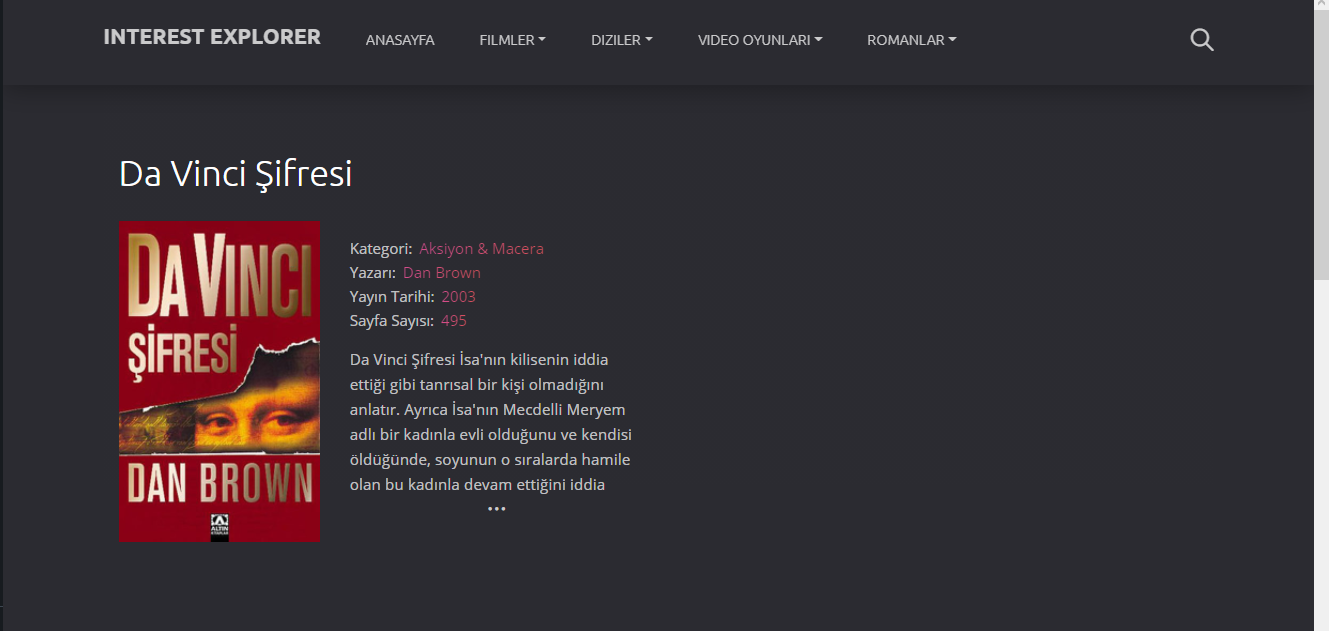 INTEREST EXPLORER
ANASAYFA
FILMLER
DIZILER
VIDEO OYUNLARI
ROMANLAR
Da Vinci Şifresi
DA VINCI
ŞİFRESİ
DAN BROWN
ALTIN
Kategori: Aksiyon & Macera
Yazarı: Dan Brown
Yayın Tarihi: 2003
Sayfa Sayısı: 495
Da Vinci Şifresi İsa'nın kilisenin iddia
ettiği gibi tanrısal bir kişi olmadığını
anlatır. Ayrıca İsa'nın Mecdelli Meryem
adlı bir kadınla evli olduğunu ve kendisi
öldüğünde, soyunun o sıralarda hamile
olan bu kadınla devam ettiğini iddia